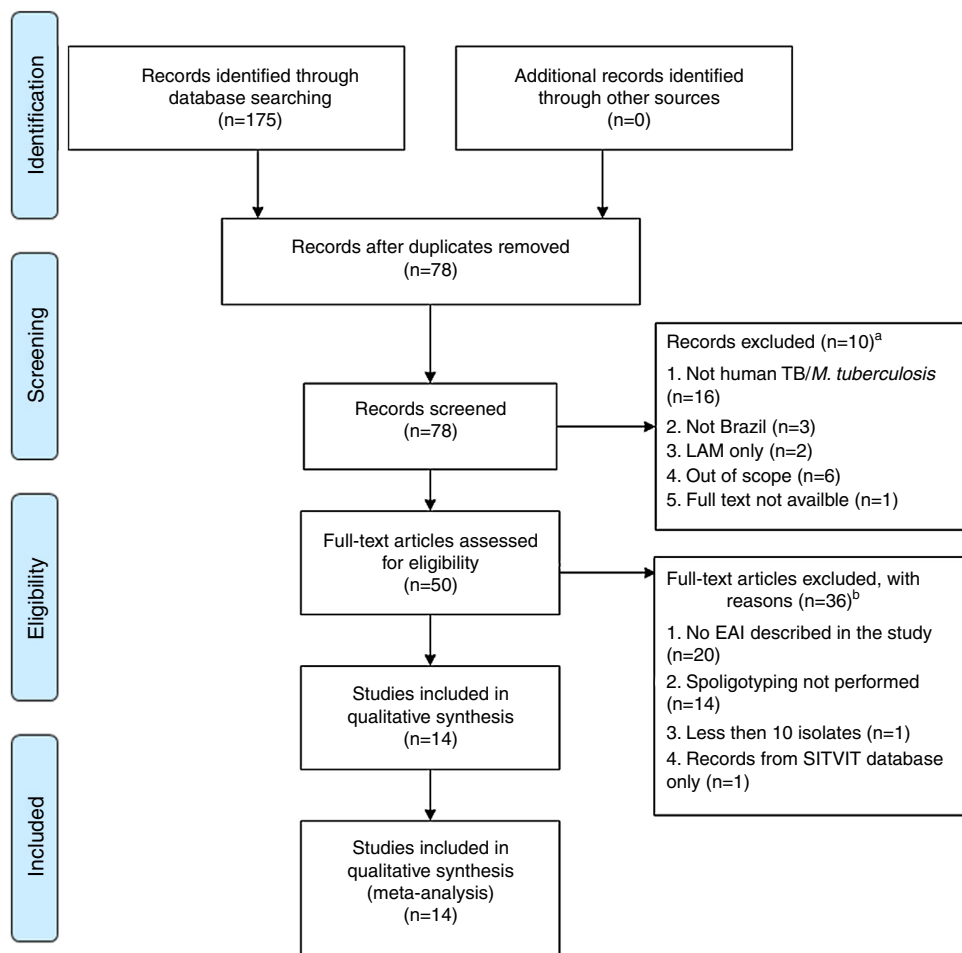 Identification
Records identified through
database searching
(n=175)
Additional records identified
through other sources
(n=0)
Records after duplicates removed
(n=78)
Screening
Records screened
(n=78)
Records excluded (n=10)a
1. Not human TB/M. tuberculosis
(n=16)
2. Not Brazil (n=3)
3. LAM only (n=2)
4. Out of scope (n=6)
5. Full text not availble (n=1)
Eligibility
Full-text articles assessed
for eligibility
(n=50)
Full-text articles excluded, with
reasons (n=36)b
1. No EAI described in the study
(n=20)
2. Spoligotyping not performed
(n=14)
3. Less then 10 isolates (n=1)
4. Records from SITVIT database
only (n=1)
Studies included in
qualitative synthesis
(n=14)
Included
Studies included in
qualitative synthesis
(meta-analysis)
(n=14)